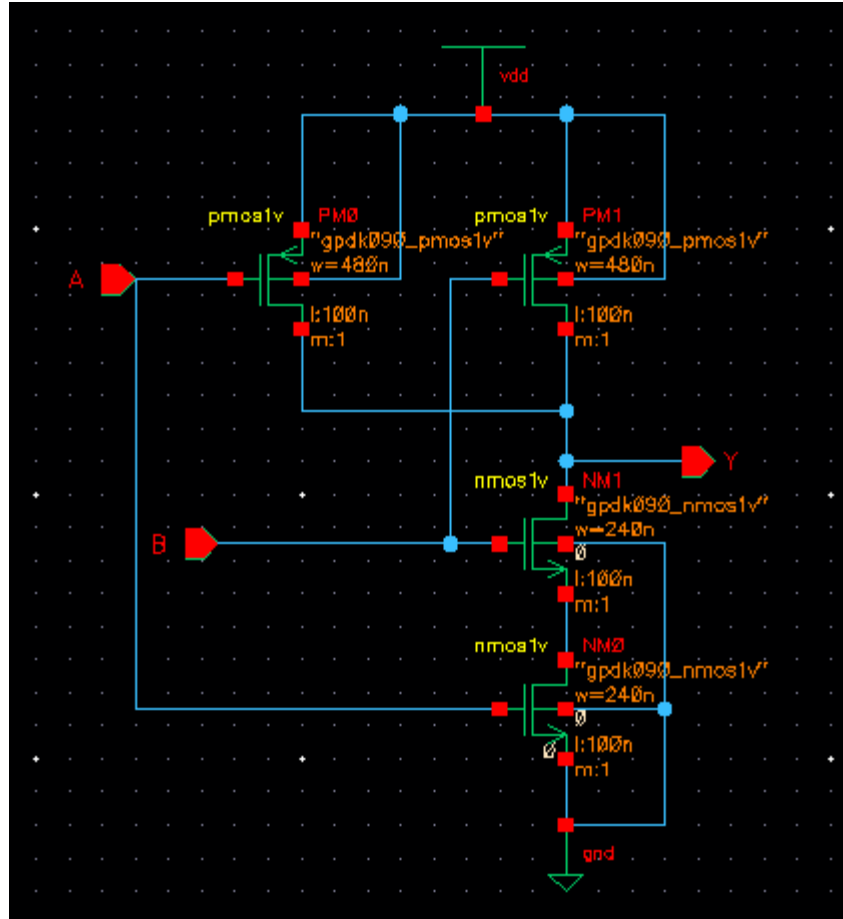 vdd
pmos1v PM0
"gpdk090_pmos1v"
w=480n
l:100n
m:1
pmos1v PM1
"gpdk090_pmos1v"
w=480n
l:100n
m:1
A
Y
nmos1v NM1
"gpdk090_nmos1v"
w=240n
0
l:100n
m:1
B
nmos1v NM0
"gpdk090_nmos1v"
w=240n
0
0
l:100n
m:1
gnd